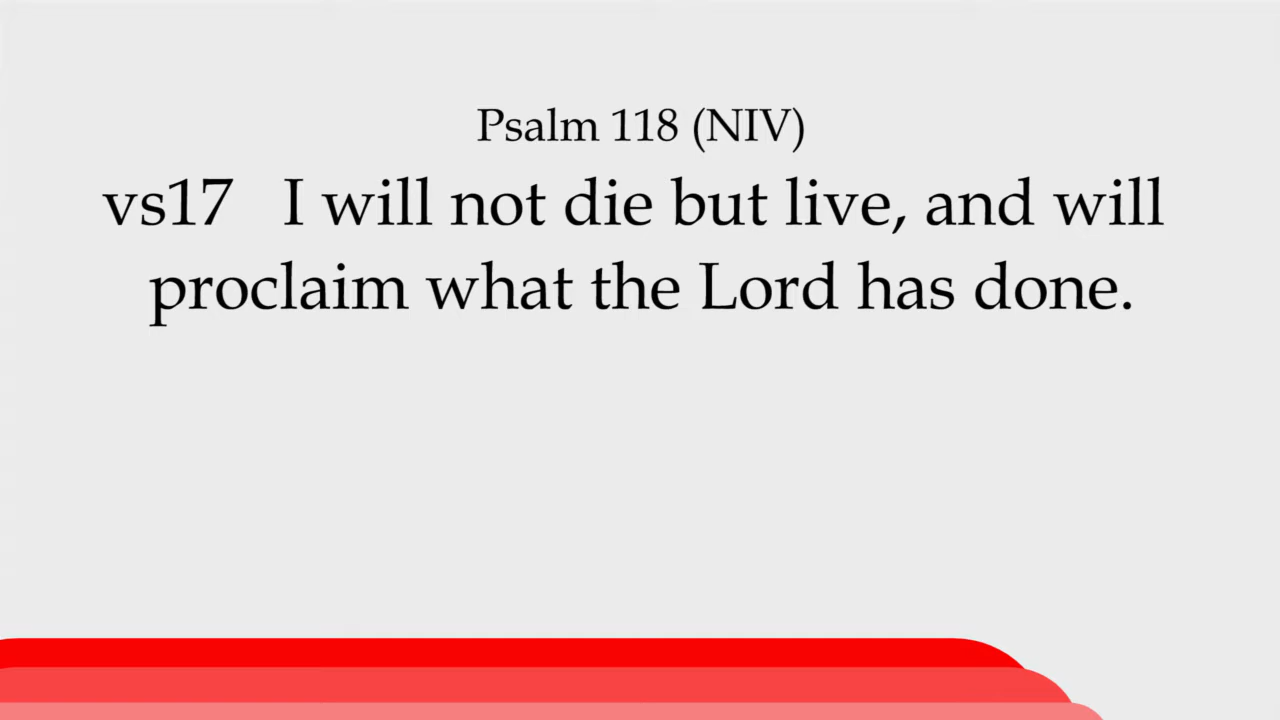 Psalm 118 (NIV)
vs17 I will not die but live, and will
proclaim what the Lord has done.